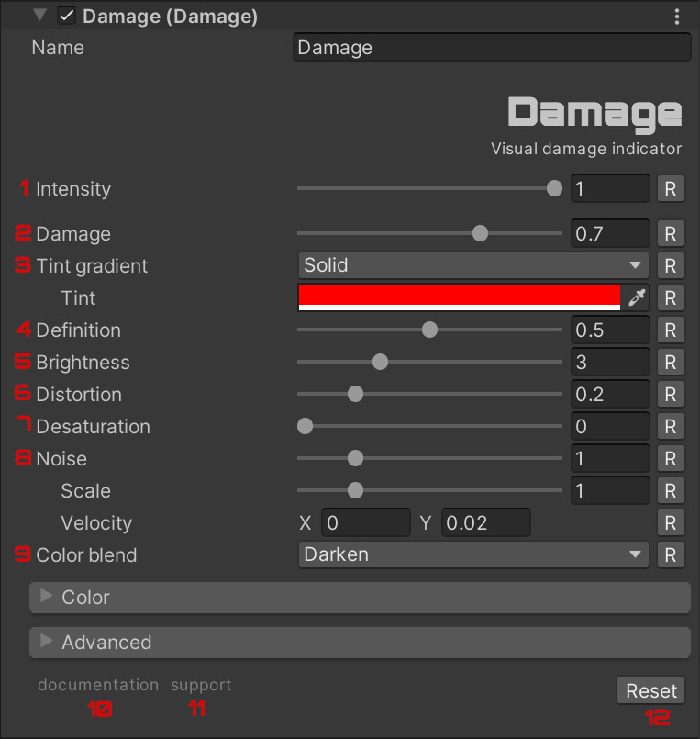 Damage (Damage)
Name Damage
Damage
Visual damage indicator
1 Intensity 1 R
2 Damage 0.7 R
3 Tint gradient Solid R
Tint R
4 Definition 0.5 R
5 Brightness 3 R
6 Distortion 0.2 R
7 Desaturation 0 R
8 Noise 1 R
Scale 1 R
Velocity X 0 Y 0.02 R
9 Color blend Darken R
Color
Advanced
documentation support Reset
10 11 12